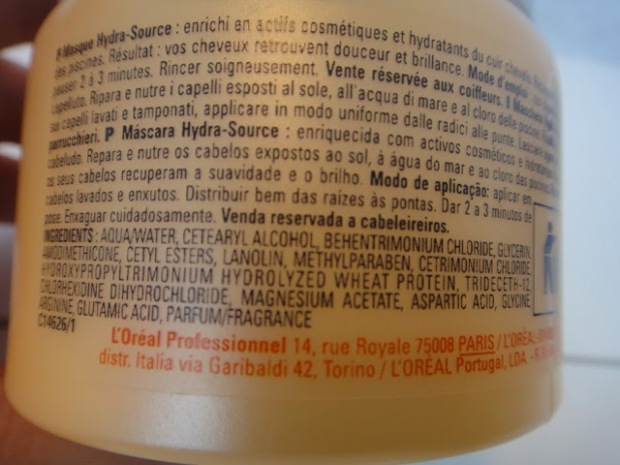 P Masque Hydra-Source : enrichi en actifs cosmétiques et hydratants du cuir
des piscines. Résultat : vos cheveux retrouvent douceur et brillance. Mode d'emploi
2 à 3 minutes. Rincer soigneusement. Vente réservée aux coiffeurs. I Maschera
Ripara e nutre i capelli esposti al sole, all'acqua di mare e al cloro delle piscine.
capelli lavati e tamponati, applicare in modo uniforme dalle radici alle punte. Lasciare
parrucchieri. P Máscara Hydra-Source : enriquecida com activos cosméticos e
cabeludo. Repara e nutre os cabelos expostos ao sol, à água do mar e ao cloro das
os seus cabelos recuperam a suavidade e o brilho. Modo de aplicação: aplicar em
cabelos lavados e enxutos. Distribuir bem das raízes às pontas. Dar 2 a 3 minutos de
pose. Enxaguar cuidadosamente. Venda reservada a cabeleireiros.
INGREDIENTS : AQUA/WATER, CETEARYL ALCOHOL, BEHENTRIMONIUM CHLORIDE, GLYCERIN,
AMODIMETHICONE, CETYL ESTERS, LANOLIN, METHYLPARABEN, CETRIMONIUM CHLORIDE,
HYDROXYPROPYLTRIMONIUM HYDROLYZED WHEAT PROTEIN, TRIDECETH-12,
CHLORHEXIDINE DIHYDROCHLORIDE, MAGNESIUM ACETATE, ASPARTIC ACID, GLYCINE,
ARGININE, GLUTAMIC ACID, PARFUM/FRAGRANCE
C14626/1
L'Oréal Professionnel 14, rue Royale 75008 PARIS / L'ORÉAL
distr. Italia via Garibaldi 42, Torino / L'ORÉAL Portugal, LDA.